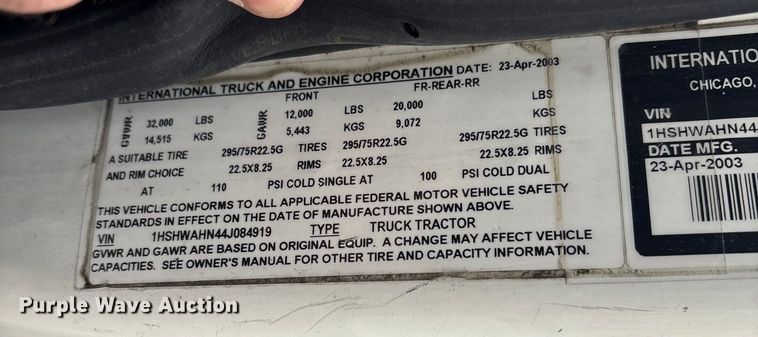 INTERNATIONAL TRUCK AND ENGINE CORPORATION DATE: 23-Apr-2003
FRONT FR-REAR-RR
GVWR 32,000 LBS GAWR 12,000 LBS 20,000 LBS
14,515 KGS 5,443 KGS 9,072 KGS
A SUITABLE TIRE 295/75R22.5G TIRES 295/75R22.5G TIRES 295/75R22.5G TIRES
AND RIM CHOICE 22.5X8.25 RIMS 22.5X8.25 RIMS 22.5X8.25
AT 110 PSI COLD SINGLE AT 100 PSI COLD DUAL
THIS VEHICLE CONFORMS TO ALL APPLICABLE FEDERAL MOTOR VEHICLE SAFETY
STANDARDS IN EFFECT ON THE DATE OF MANUFACTURE SHOWN ABOVE.
VIN 1HSHWAHN44J084919 TYPE TRUCK TRACTOR
GVWR AND GAWR ARE BASED ON ORIGINAL EQUIP. A CHANGE MAY AFFECT VEHICLE
CAPACITIES. SEE OWNER'S MANUAL FOR OTHER TIRE AND CAPACITY INFORMATION.
INTERNATIO
CHICAGO,
VIN
1HSHWAHN44
DATE MFG.
23-Apr-2003
Purple Wave Auction